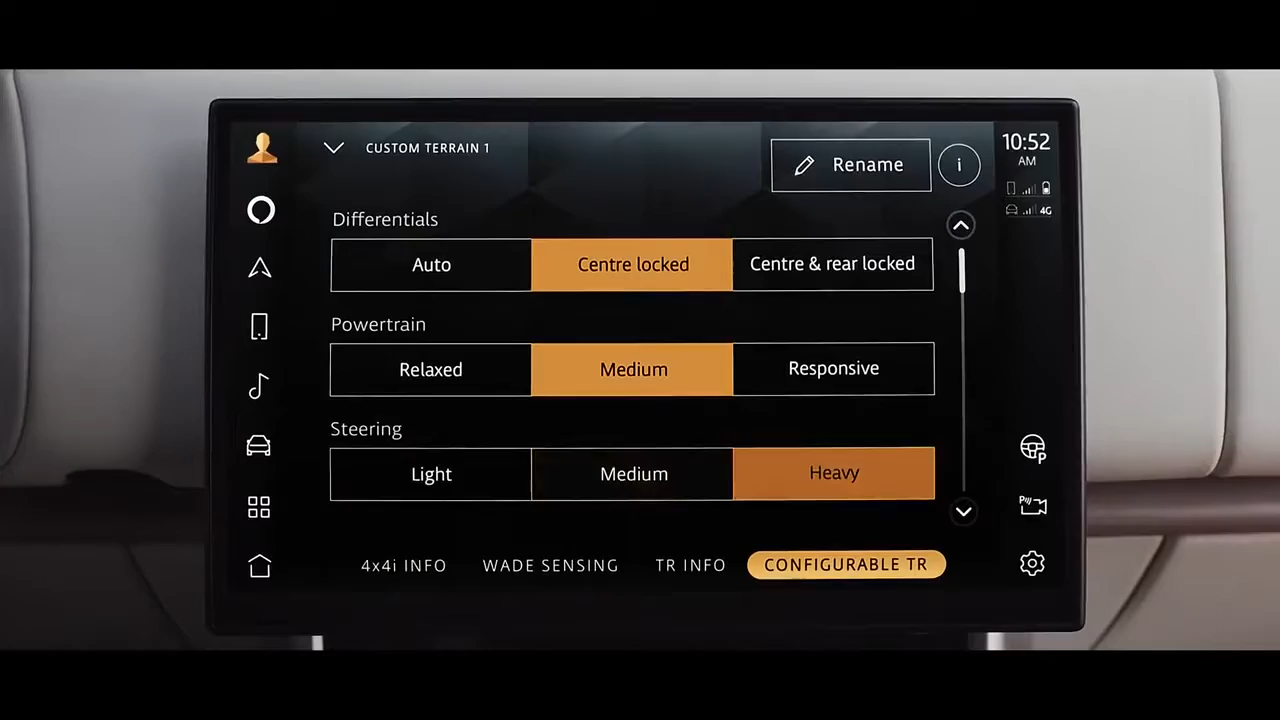 CUSTOM TERRAIN 1
Rename
i
10:52
AM
4G
Differentials
Auto
Centre locked
Centre & rear locked
Powertrain
Relaxed
Medium
Responsive
Steering
Light
Medium
Heavy
P
P
4x4i INFO
WADE SENSING
TR INFO
CONFIGURABLE TR